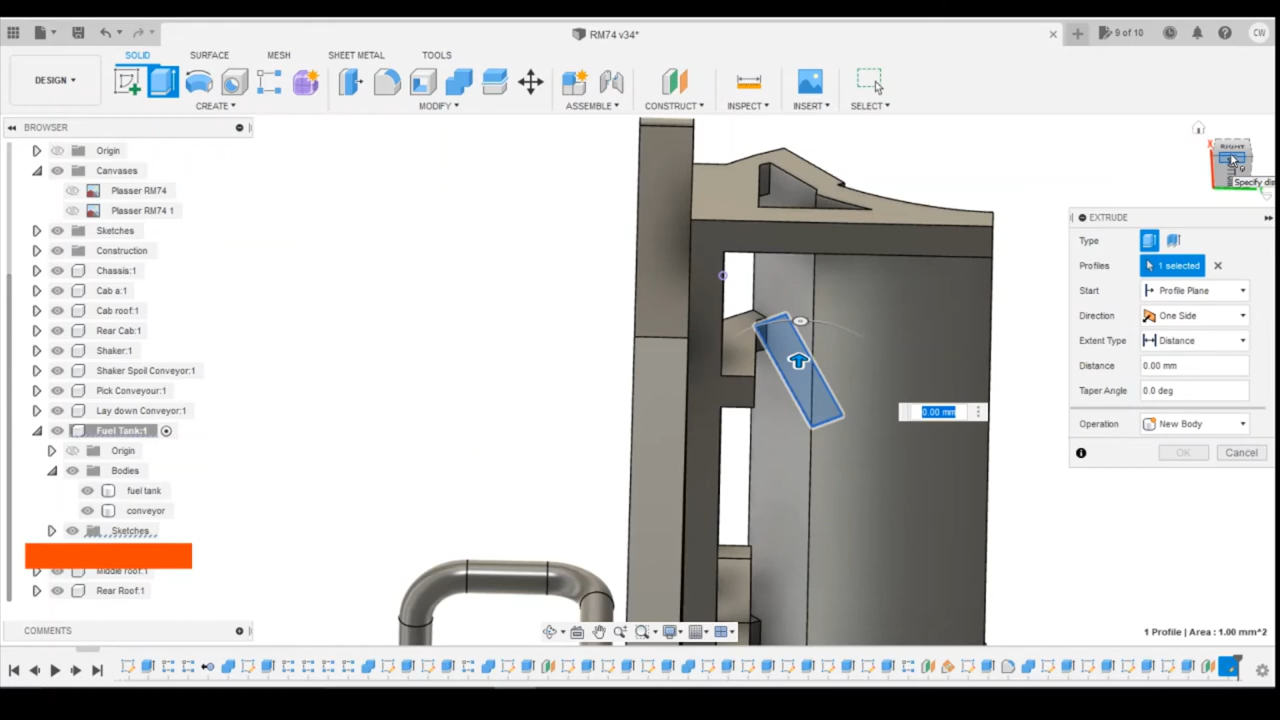 RM74 v34*
9 of 10
CW
SOLID
SURFACE
MESH
SHEET METAL
TOOLS
DESIGN
CREATE
MODIFY
ASSEMBLE
CONSTRUCT
INSPECT
INSERT
SELECT
BROWSER
Origin
Canvases
Plasser RM74
Plasser RM74 1
Sketches
Construction
Chassis:1
Cab a:1
Cab roof:1
Rear Cab:1
Shaker:1
Shaker Spoil Conveyor:1
Pick Conveyour:1
Lay down Conveyor:1
Fuel Tank:1
Origin
Bodies
fuel tank
conveyor
Sketches
Middle roof:1
Rear Roof:1
COMMENTS
RIGHT
X
Specify dis
EXTRUDE
Type
Profiles 1 selected
Start Profile Plane
Direction One Side
Extent Type Distance
Distance 0.00 mm
Taper Angle 0.0 deg
Operation New Body
OK Cancel
0.00 mm
1 Profile | Area : 1.00 mm^2